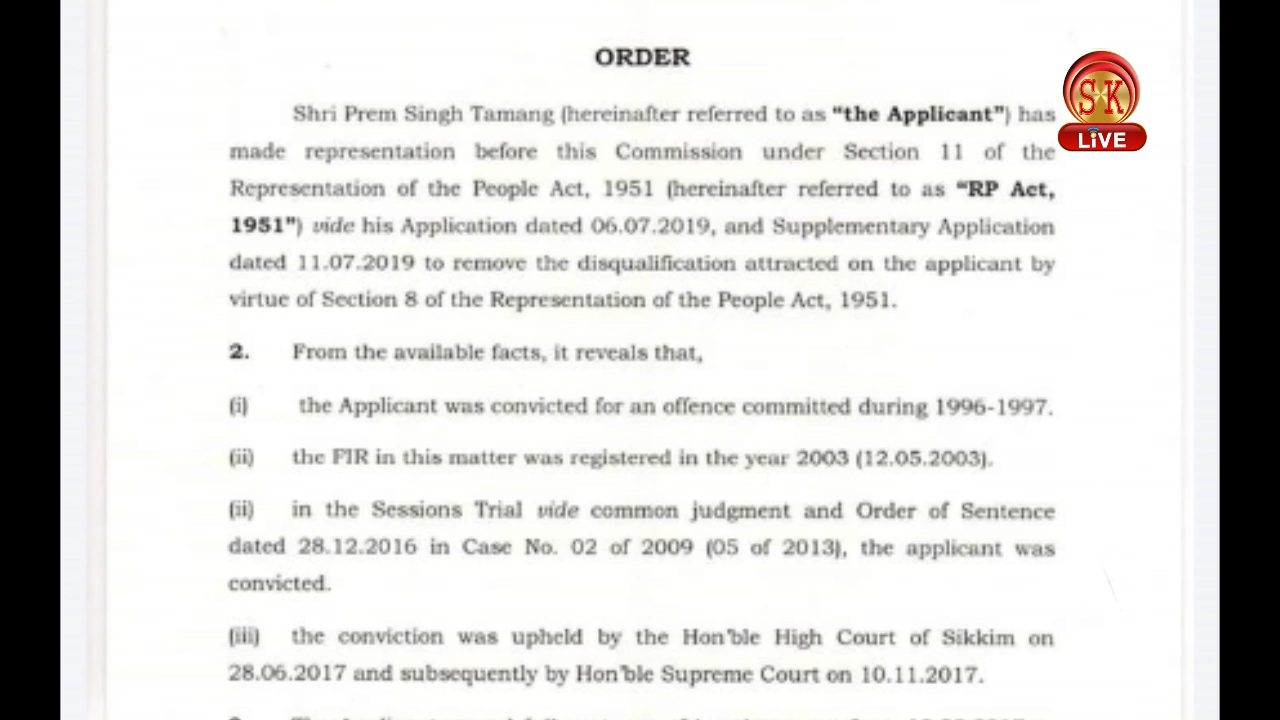 ORDER
Shri Prem Singh Tamang (hereinafter referred to as “the Applicant”) has
made representation before this Commission under Section 11 of the
Representation of the People Act, 1951 (hereinafter referred to as “RP Act,
1951”) vide his Application dated 06.07.2019, and Supplementary Application
dated 11.07.2019 to remove the disqualification attracted on the applicant by
virtue of Section 8 of the Representation of the People Act, 1951.
2. From the available facts, it reveals that,
(i) the Applicant was convicted for an offence committed during 1996-1997.
(ii) the FIR in this matter was registered in the year 2003 (12.05.2003).
(ii) in the Sessions Trial vide common judgment and Order of Sentence
dated 28.12.2016 in Case No. 02 of 2009 (05 of 2013), the applicant was
convicted.
(iii) the conviction was upheld by the Hon'ble High Court of Sikkim on
28.06.2017 and subsequently by Hon'ble Supreme Court on 10.11.2017.
SK
LiVE